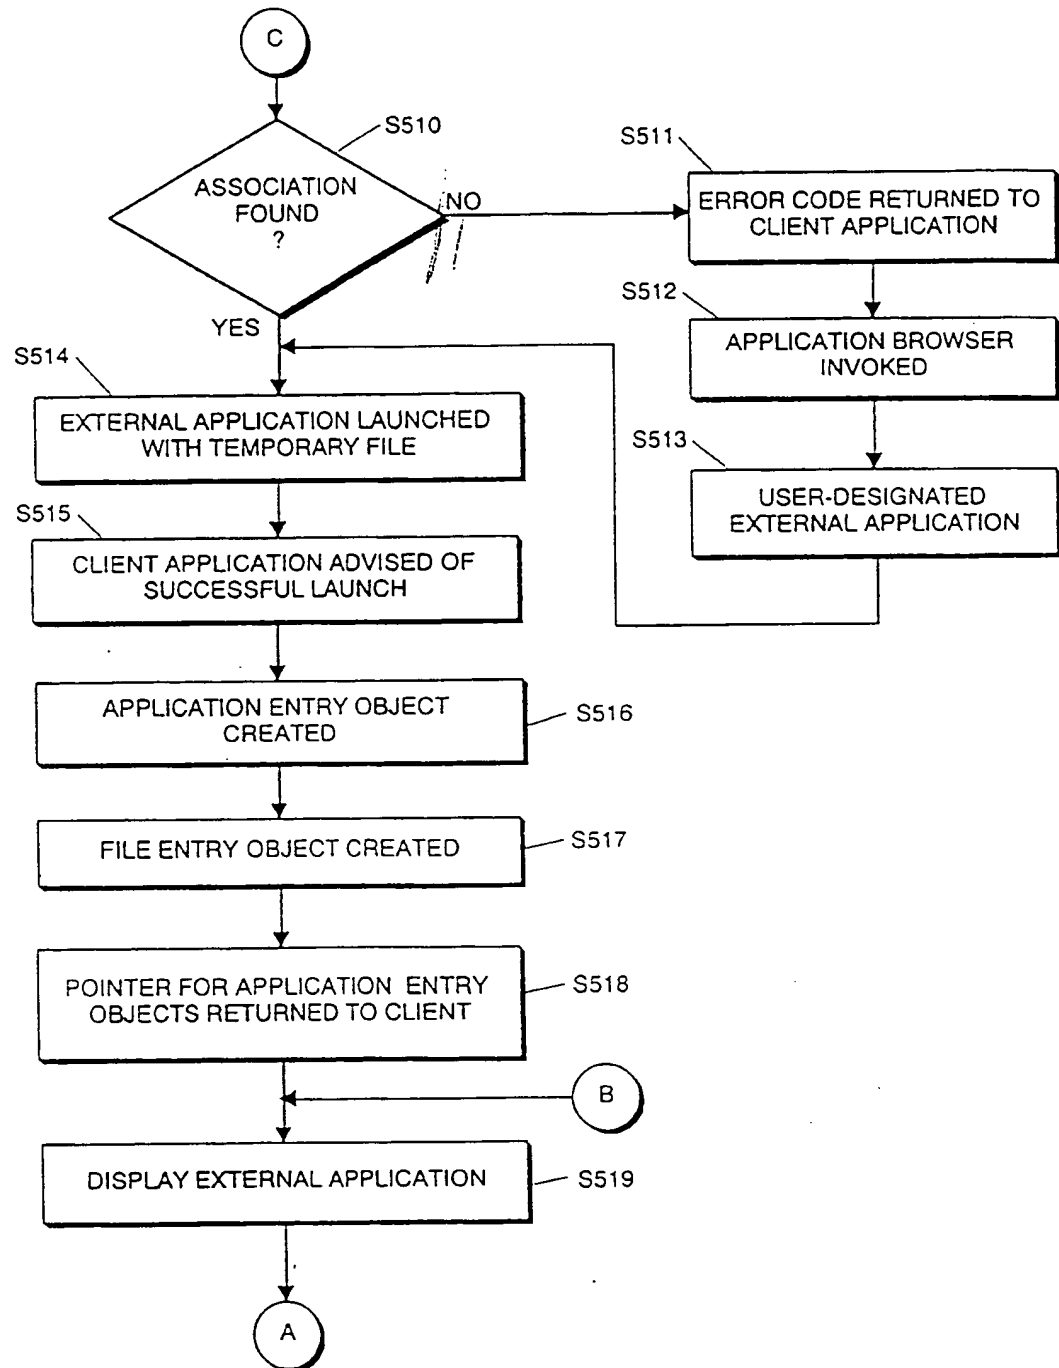 C
S510
ASSOCIATION
FOUND
?
NO
YES
S511
ERROR CODE RETURNED TO
CLIENT APPLICATION
S512
APPLICATION BROWSER
INVOKED
S513
USER-DESIGNATED
EXTERNAL APPLICATION
S514
EXTERNAL APPLICATION LAUNCHED
WITH TEMPORARY FILE
S515
CLIENT APPLICATION ADVISED OF
SUCCESSFUL LAUNCH
APPLICATION ENTRY OBJECT
CREATED
S516
FILE ENTRY OBJECT CREATED
S517
POINTER FOR APPLICATION ENTRY
OBJECTS RETURNED TO CLIENT
S518
B
DISPLAY EXTERNAL APPLICATION
S519
A